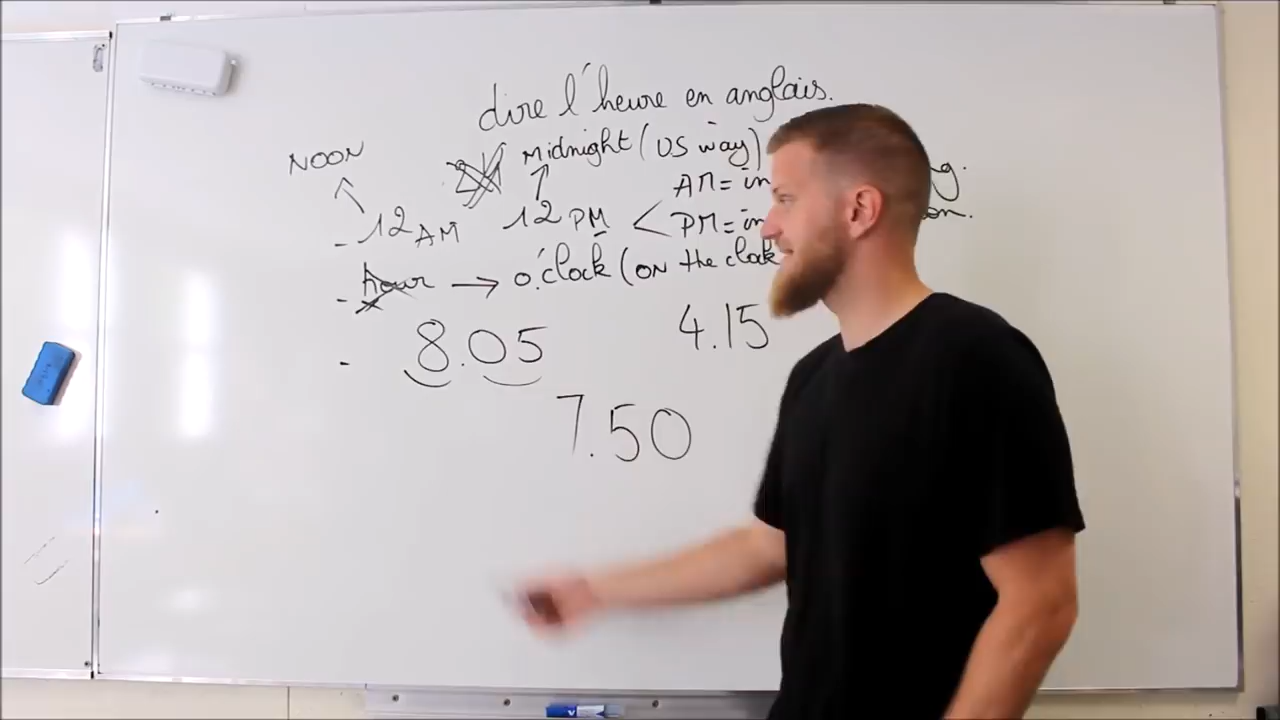 dire l'heure en anglais.
NOON Midnight (US way)
AM = in
- 12 AM 12 PM < PM = in
- hour → o'clock (ON the clock
- 8.05 4.15
7.50